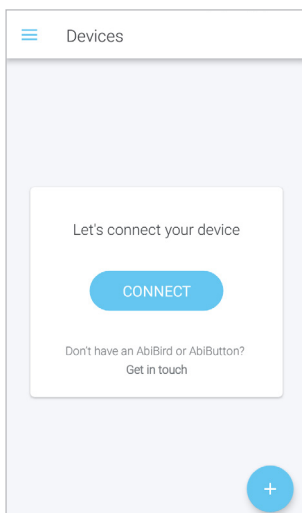 Devices
Let's connect your device
CONNECT
Don't have an AbiBird or AbiButton?
Get in touch
+